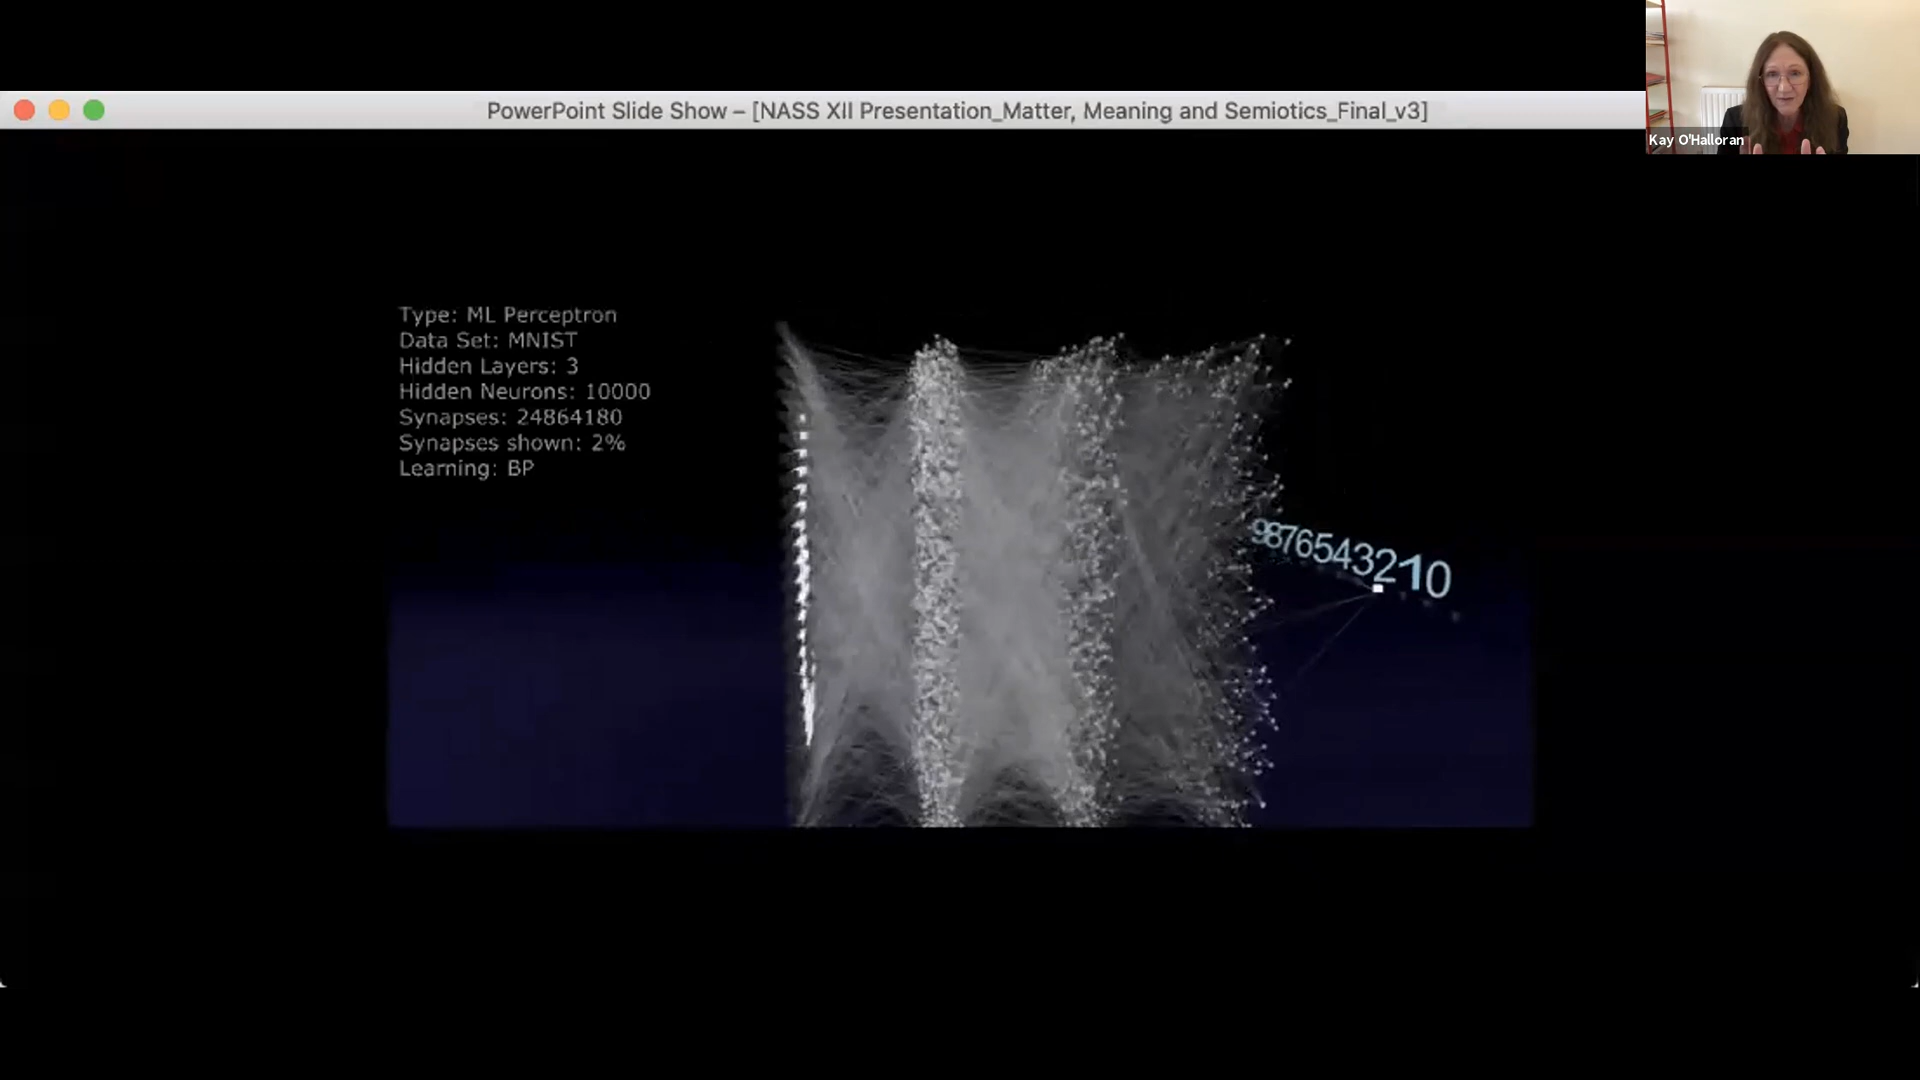 PowerPoint Slide Show – [NASS XII Presentation_Matter, Meaning and Semiotics_Final_v3]
Kay O'Halloran
Type: ML Perceptron
Data Set: MNIST
Hidden Layers: 3
Hidden Neurons: 10000
Synapses: 24864180
Synapses shown: 2%
Learning: BP
9876543210